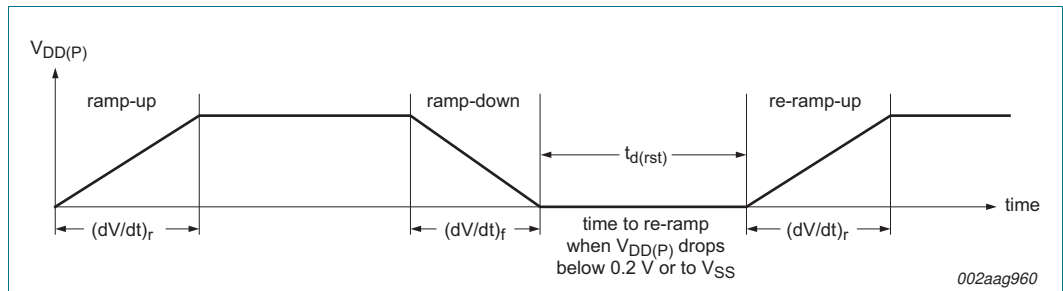 V_DD(P)
ramp-up
ramp-down
re-ramp-up
t_d(rst)
time
(dV/dt)_r
(dV/dt)_f
time to re-ramp
when V_DD(P) drops
below 0.2 V or to V_SS
(dV/dt)_r
002aag960